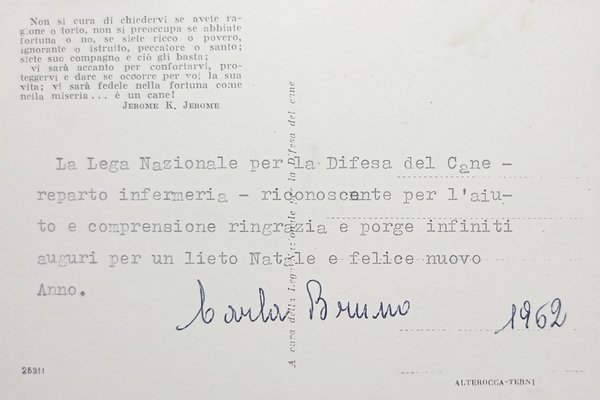 Non si cura di chiedervi se avete ra-
gione o torto, non si preoccupa se abbiate
fortuna o no, se siete ricco o povero,
ignorante o istruito, peccatore o santo;
siete suo compagno e ciò gli basta;
vi sarà accanto per confortarvi, pro-
teggervi e dare se occorre per voi la sua
vita; vi sarà fedele nella fortuna come
nella miseria... è un cane!
JEROME K. JEROME
La Lega Nazionale per la Difesa del Cane -
reparto infermeria - riconoscente per l'aiu-
to e comprensione ringrazia e porge infiniti
auguri per un lieto Natale e felice nuovo
Anno.
Carla Bruno 1962
A cura della Lega Nazionale per la Difesa del cane
25311
ALTEROCCA-TERNI